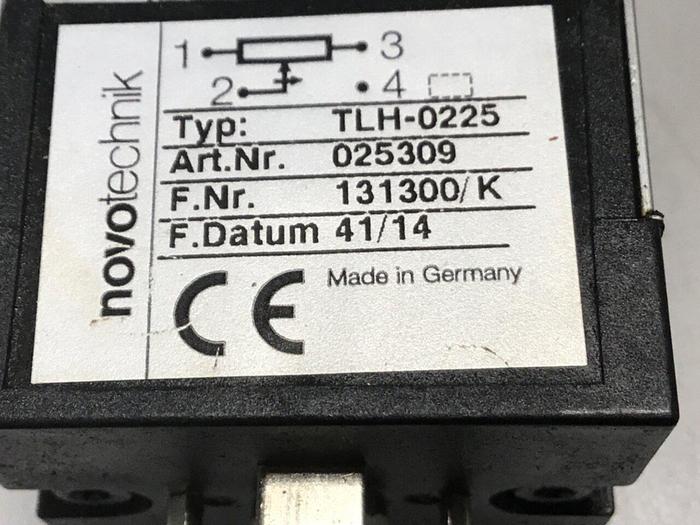 novotechnik
1 3
2 4
Typ: TLH-0225
Art.Nr. 025309
F.Nr. 131300/K
F.Datum 41/14
CE Made in Germany